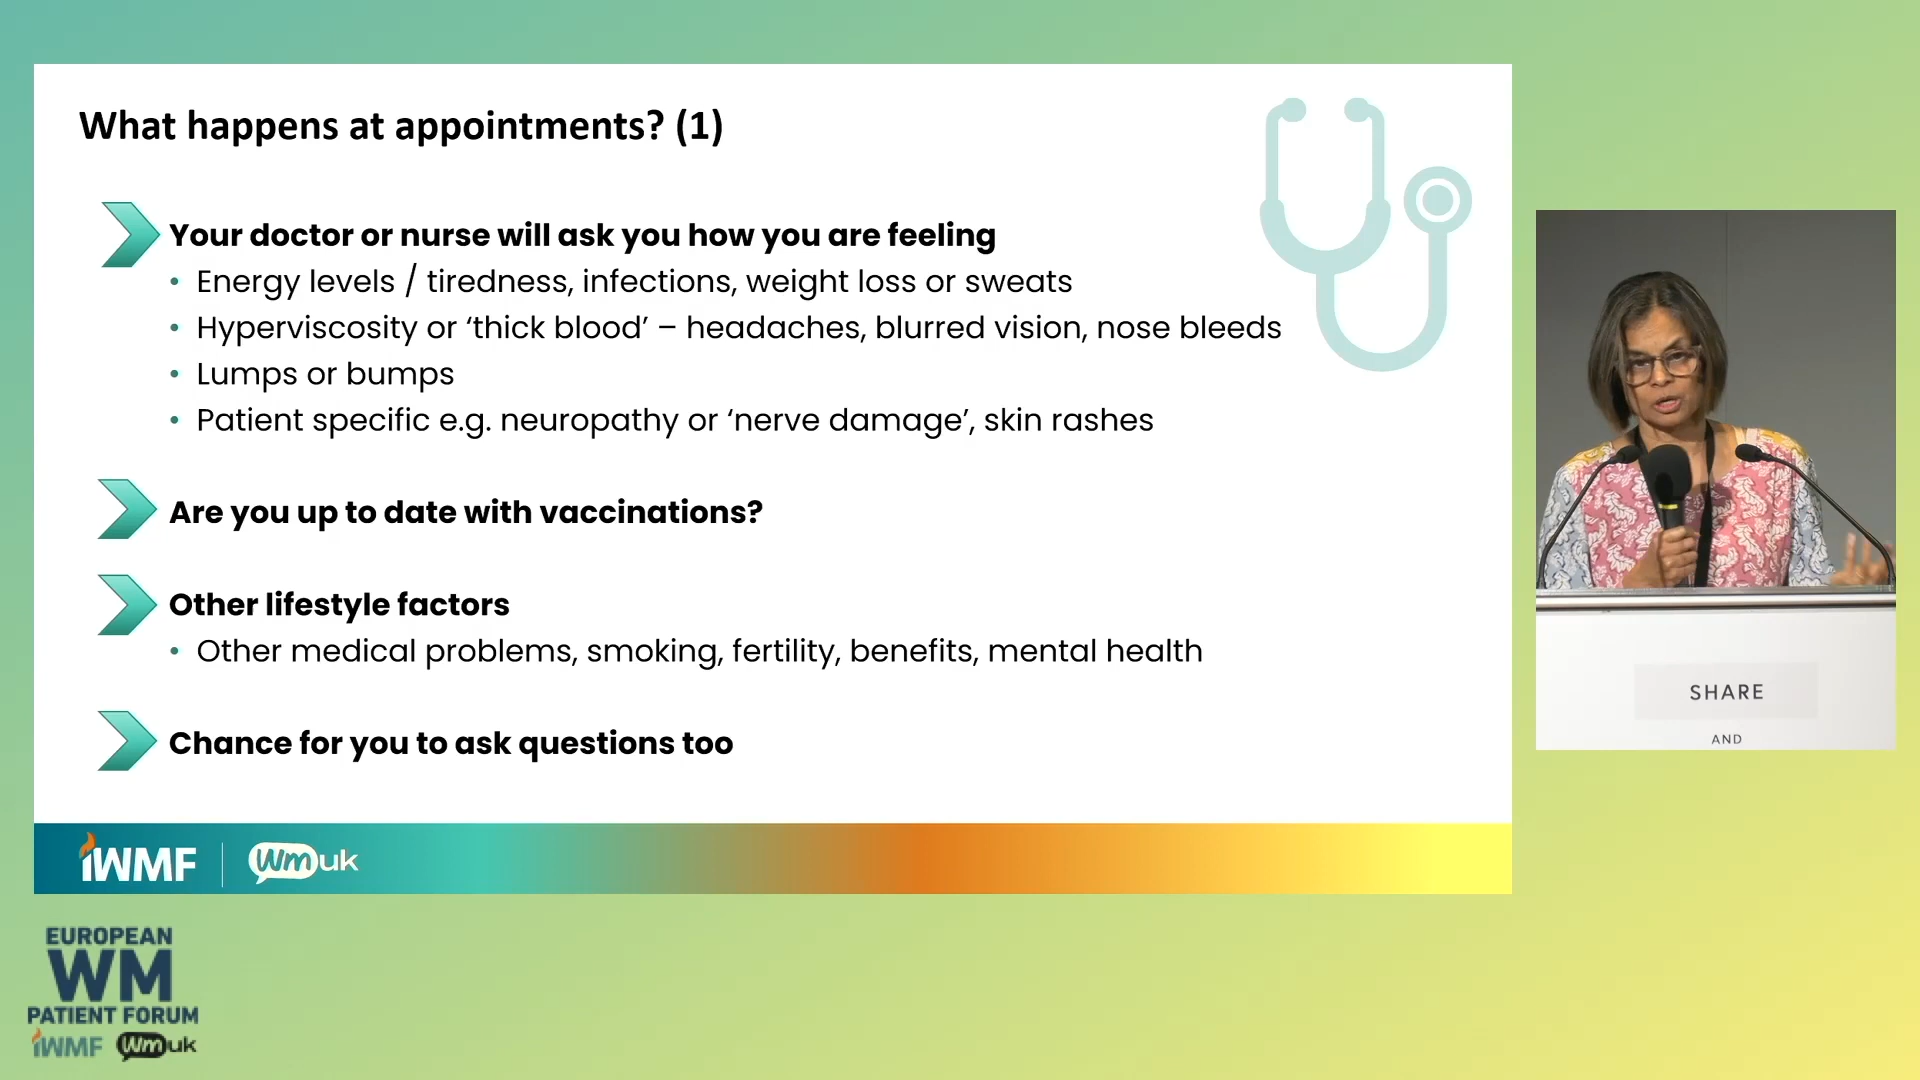 What happens at appointments? (1)
Your doctor or nurse will ask you how you are feeling
• Energy levels / tiredness, infections, weight loss or sweats
• Hyperviscosity or ‘thick blood’ – headaches, blurred vision, nose bleeds
• Lumps or bumps
• Patient specific e.g. neuropathy or ‘nerve damage’, skin rashes
Are you up to date with vaccinations?
Other lifestyle factors
• Other medical problems, smoking, fertility, benefits, mental health
Chance for you to ask questions too
iWMF
Wmuk
SHARE
AND
EUROPEAN
WM
PATIENT FORUM
iWMF Wmuk